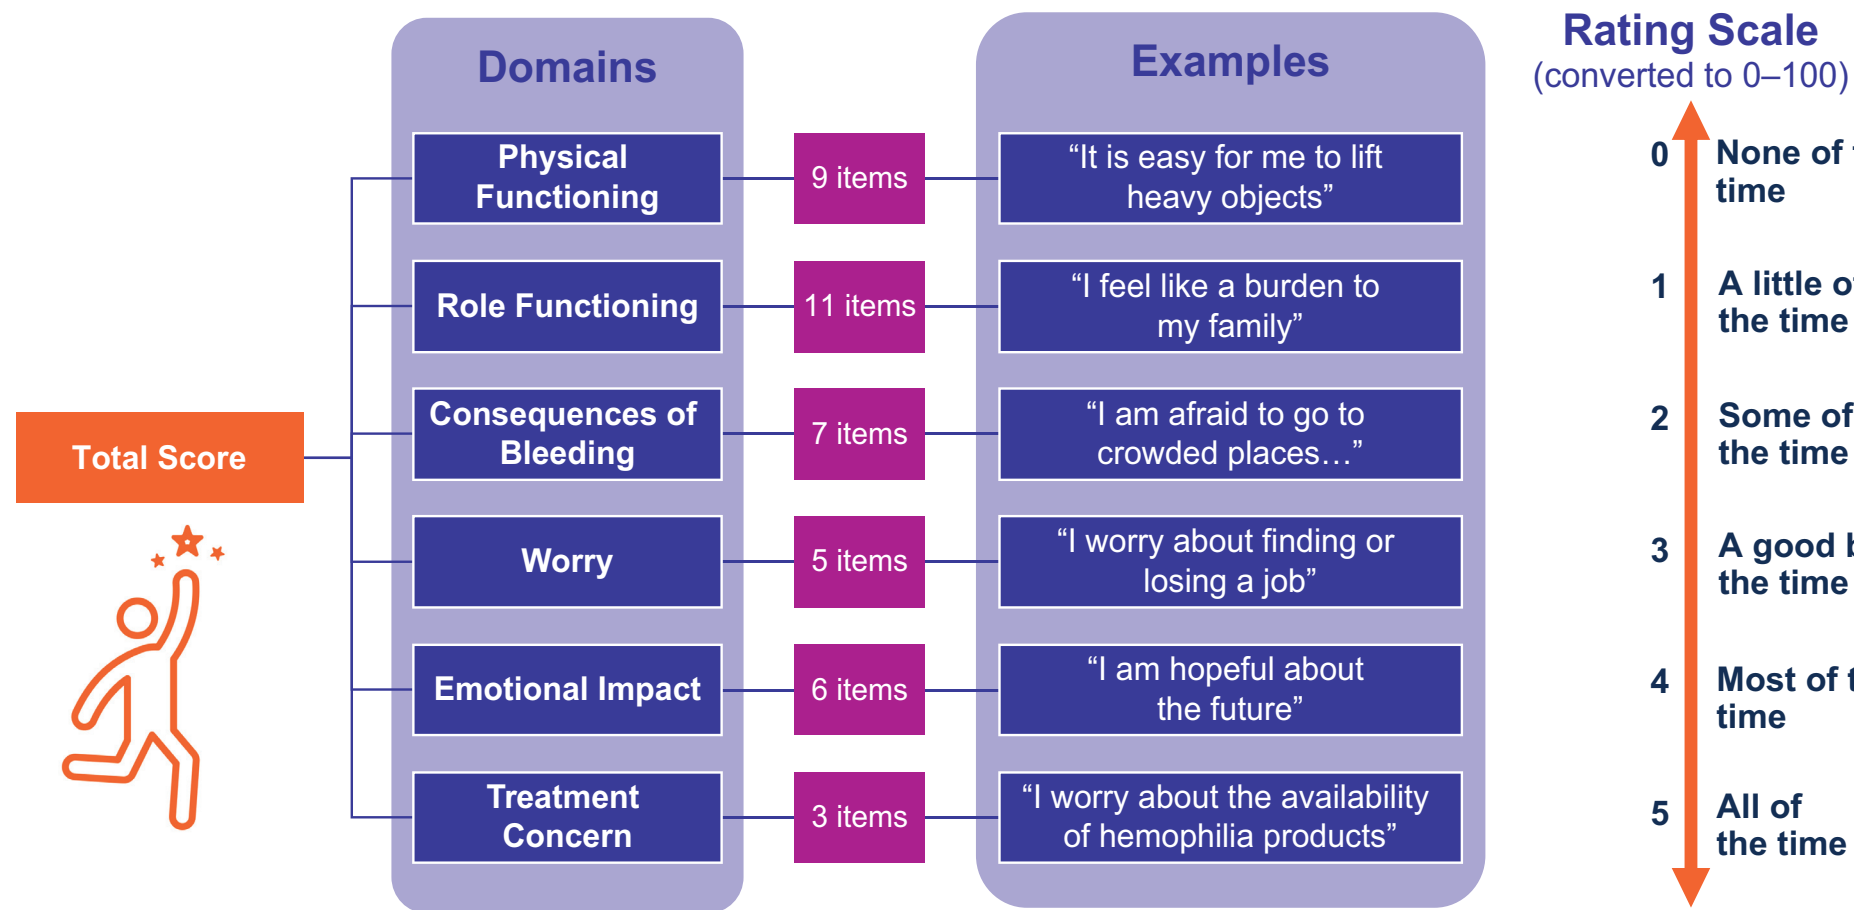 Domains
Examples
Rating Scale
(converted to 0–100)
Total Score
Physical
Functioning
9 items
“It is easy for me to lift
heavy objects”
Role Functioning
11 items
“I feel like a burden to
my family”
Consequences of
Bleeding
7 items
“I am afraid to go to
crowded places…”
Worry
5 items
“I worry about finding or
losing a job”
Emotional Impact
6 items
“I am hopeful about
the future”
Treatment
Concern
3 items
“I worry about the availability
of hemophilia products”
0
None of
time
1
A little
the time
2
Some of
the time
3
A good
the time
4
Most of
time
5
All of
the time